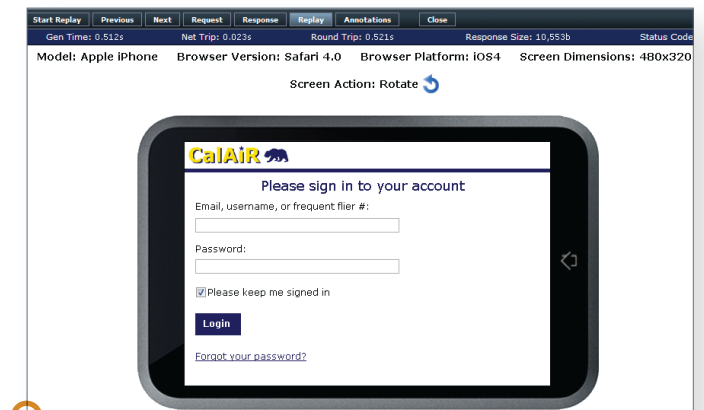 Start Replay Previous Next Request Response Replay Annotations Close
Gen Time: 0.512s Net Trip: 0.023s Round Trip: 0.521s Response Size: 10,553b Status Code
Model: Apple iPhone Browser Version: Safari 4.0 Browser Platform: iOS4 Screen Dimensions: 480x320
Screen Action: Rotate
CalAiR
Please sign in to your account
Email, username, or frequent flier #:
Password:
Please keep me signed in
Login
Forgot your password?